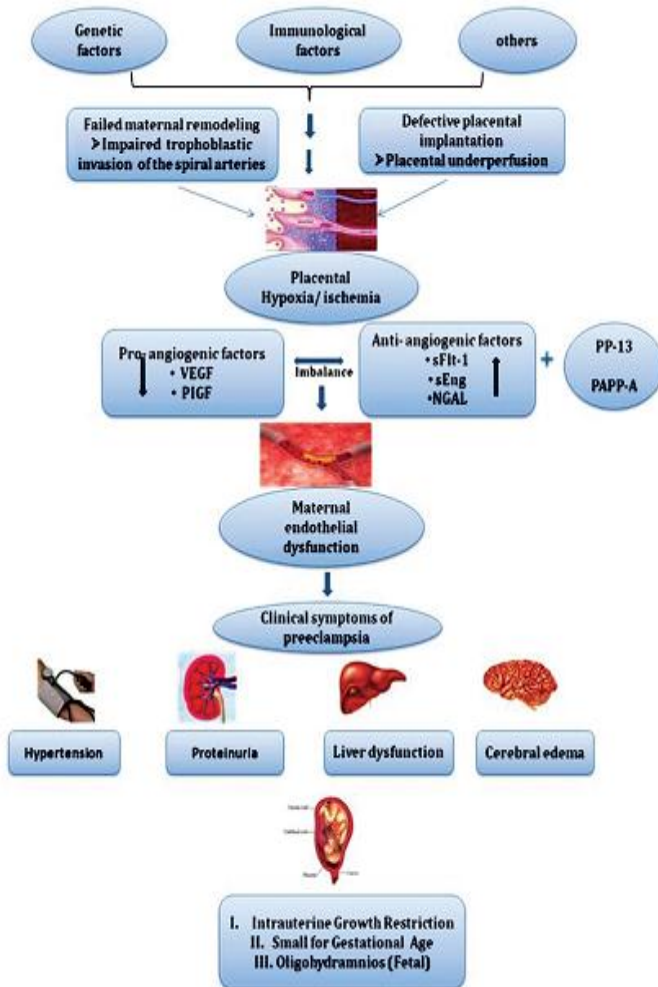 Genetic
factors
Immunological
factors
others
Failed maternal remodeling
➢Impaired trophoblastic
invasion of the spiral arteries
Defective placental
implantation
➢Placental underperfusion
Placental
Hypoxia/ ischemia
Pro- angiogenic factors
• VEGF
• PIGF
Imbalance
Anti- angiogenic factors
•sFlt-1
•sEng
•NGAL
+
PP-13
PAPP-A
Maternal
endothelial
dysfunction
Clinical symptoms of
preeclampsia
Hypertension
Proteinuria
Liver dysfunction
Cerebral edema
I. Intrauterine Growth Restriction
II. Small for Gestational Age
III. Oligohydramnios (Fetal)